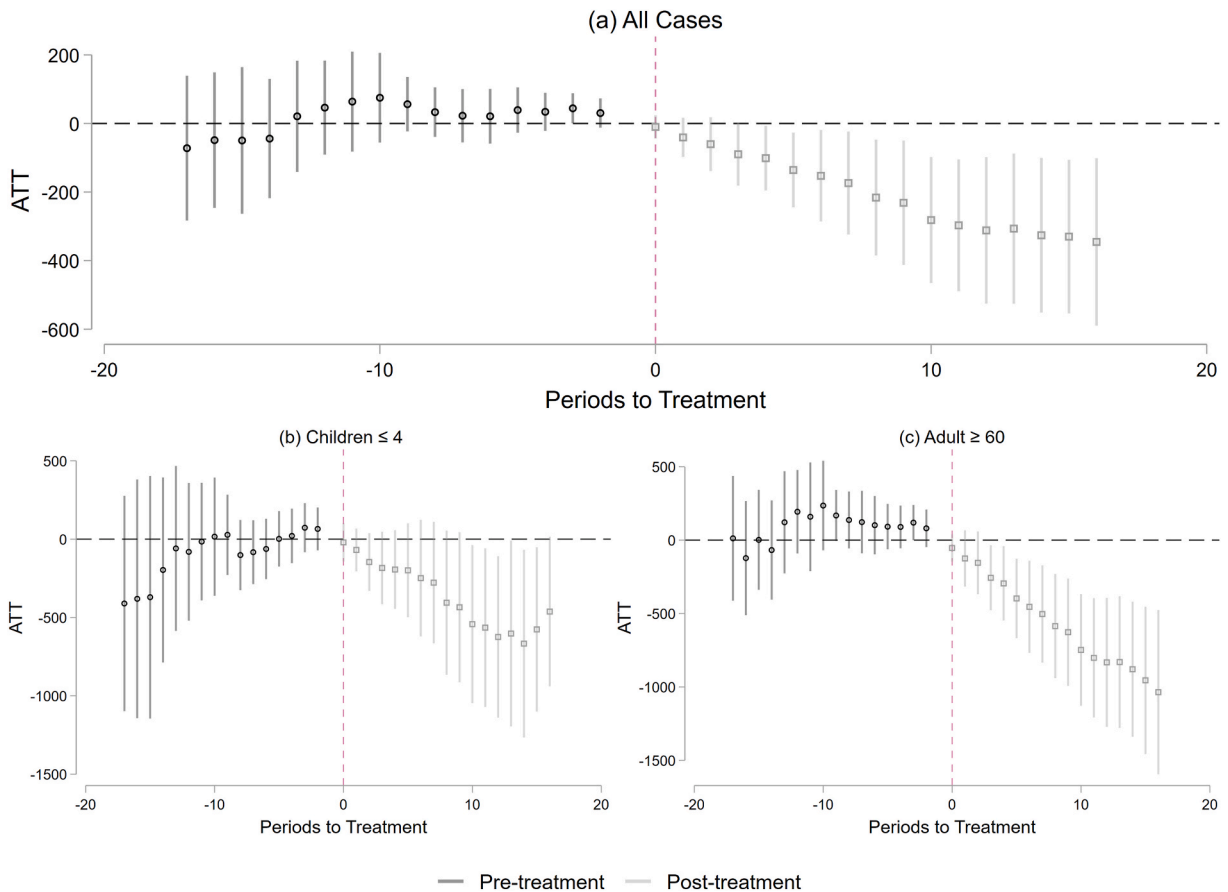 (a) All Cases
200
0
-200
-400
-600
ATT
-20
-10
0
10
20
Periods to Treatment
(b) Children ≤ 4
500
0
-500
-1000
-1500
ATT
-20
-10
0
10
20
Periods to Treatment
(c) Adult ≥ 60
500
0
-500
-1000
-1500
ATT
-20
-10
0
10
20
Periods to Treatment
Pre-treatment
Post-treatment